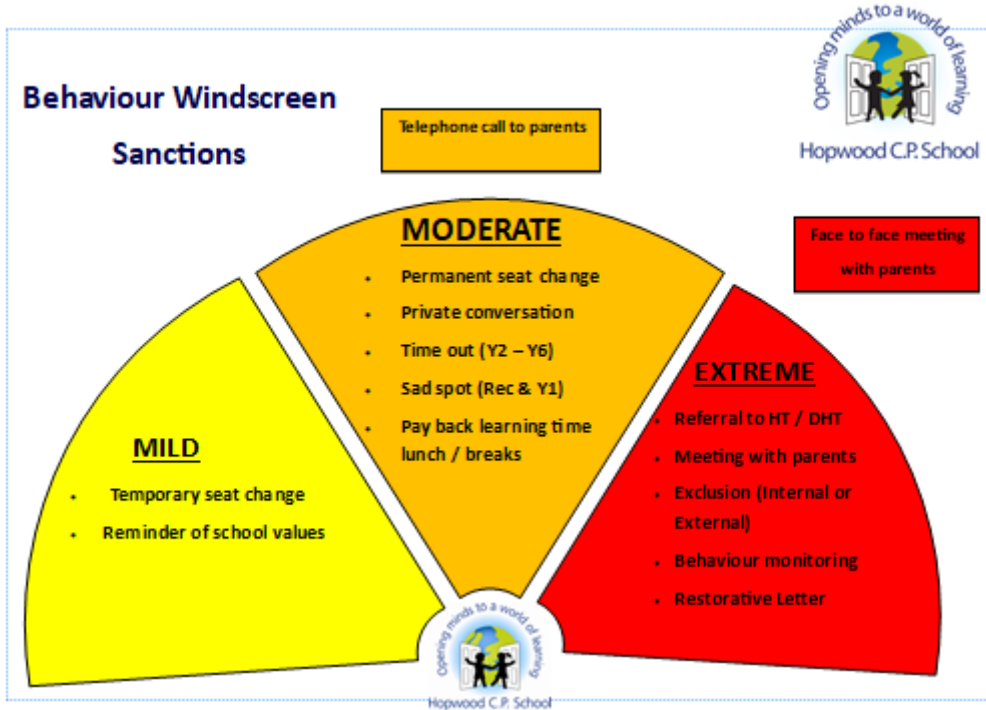 Behaviour Windscreen
Sanctions
Telephone call to parents
Opening minds to a world of learning
Hopwood C.P. School
Face to face meeting
with parents
MILD
• Temporary seat change
• Reminder of school values
MODERATE
• Permanent seat change
• Private conversation
• Time out (Y2 – Y6)
• Sad spot (Rec & Y1)
• Pay back learning time
lunch / breaks
EXTREME
• Referral to HT / DHT
• Meeting with parents
• Exclusion (Internal or
External)
• Behaviour monitoring
• Restorative Letter
Opening minds to a world of learning
Hopwood C.P. School